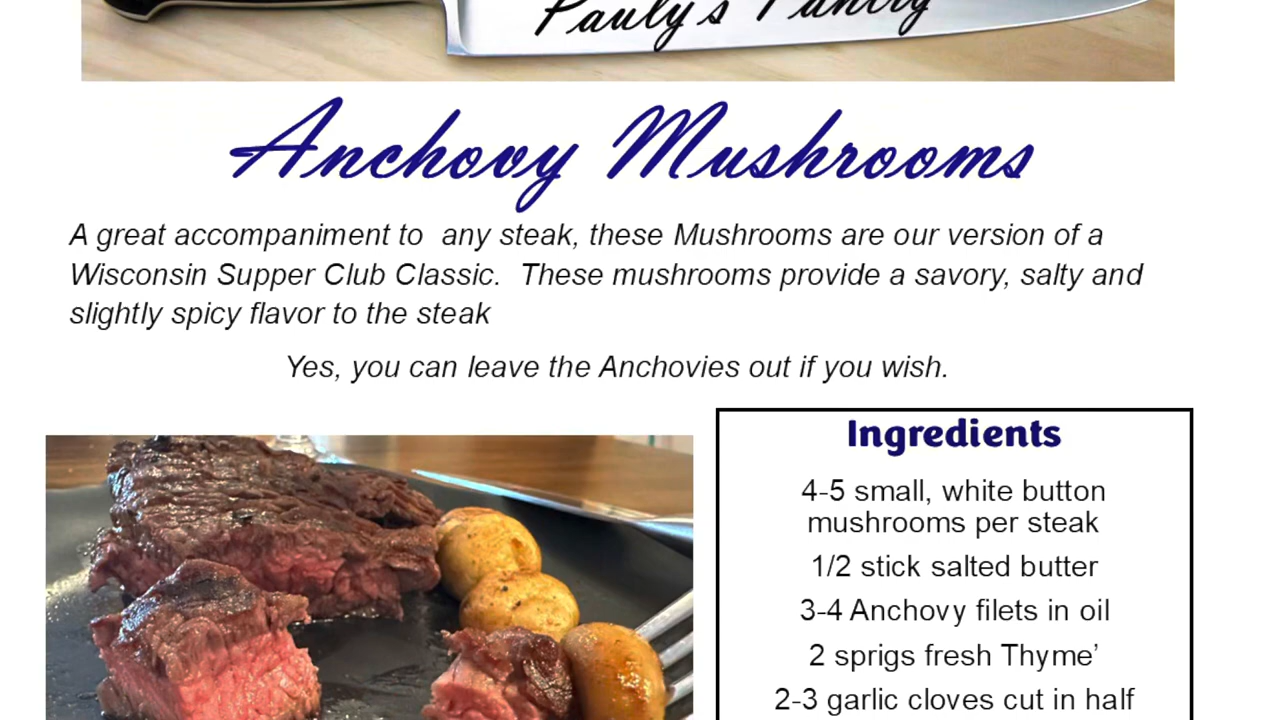 Pauly's Pantry
Anchovy Mushrooms
A great accompaniment to any steak, these Mushrooms are our version of a
Wisconsin Supper Club Classic. These mushrooms provide a savory, salty and
slightly spicy flavor to the steak
Yes, you can leave the Anchovies out if you wish.
Ingredients
4-5 small, white button
mushrooms per steak
1/2 stick salted butter
3-4 Anchovy filets in oil
2 sprigs fresh Thyme’
2-3 garlic cloves cut in half